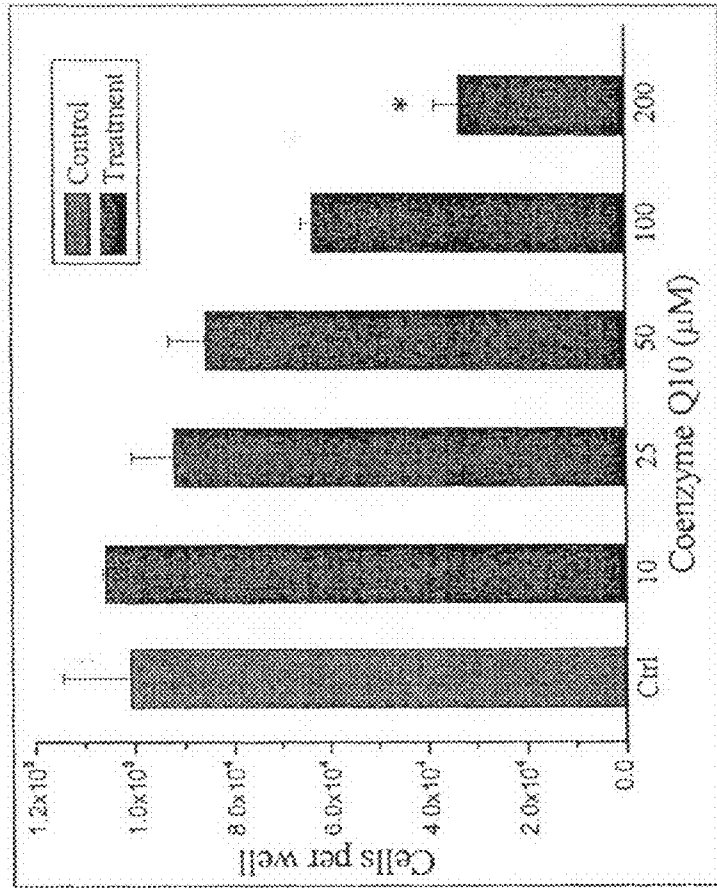 Control
Treatment
Cells per well
1.2x10⁵
1.0x10⁵
8.0x10⁴
6.0x10⁴
4.0x10⁴
2.0x10⁴
0.0
*
Ctrl
10
25
50
100
200
Coenzyme Q10 (µM)